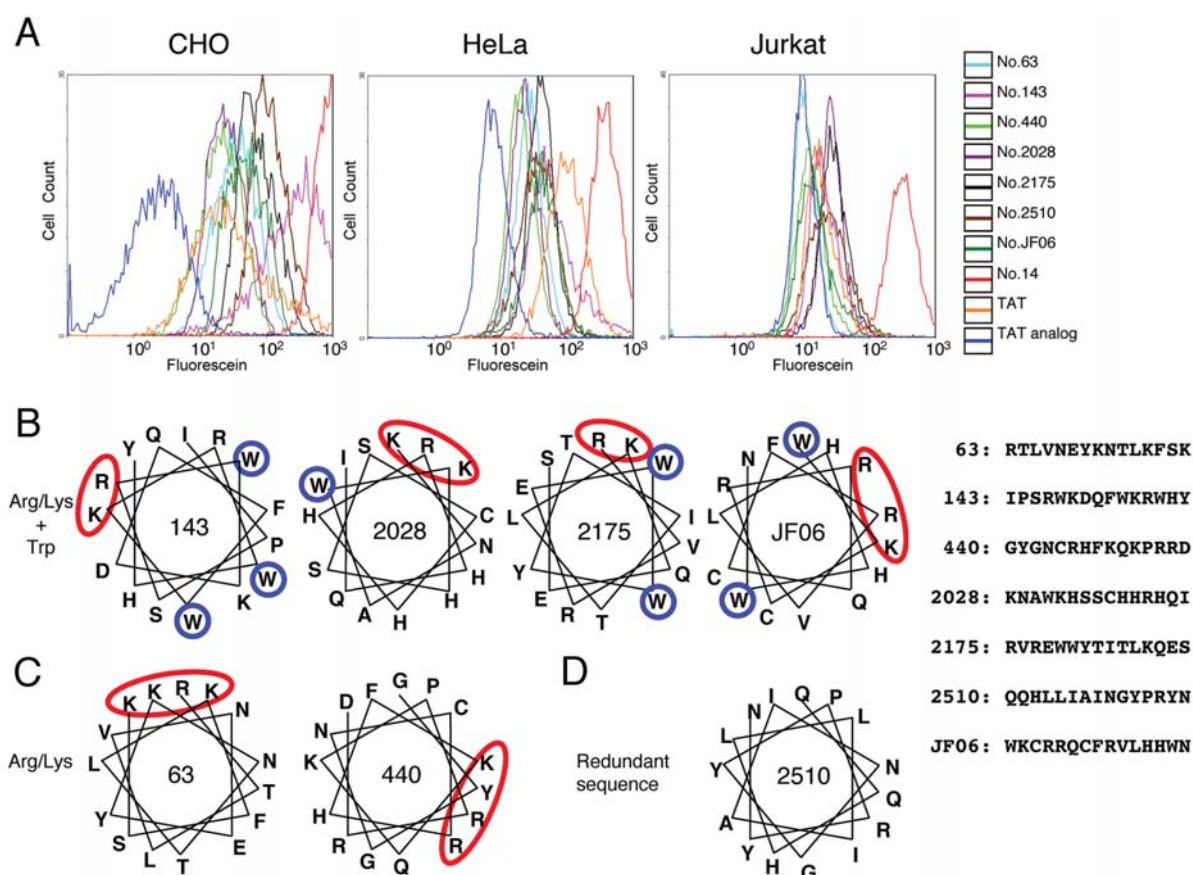 A
CHO
HeLa
Jurkat
Cell Count
10⁰ 10¹ 10² 10³
Fluorescein
Cell Count
10⁰ 10¹ 10² 10³
Fluorescein
Cell Count
10⁰ 10¹ 10² 10³
Fluorescein
No.63
No.143
No.440
No.2028
No.2175
No.2510
No.JF06
No.14
TAT
TAT analog
B
Arg/Lys
+
Trp
Y Q I R W F P W K W S H D K R
143
I S K R K C N H H H A Q S H W
2028
S T R K W I V Q W T R E Y L E
2175
N F W H R R K H Q V C W C L R
JF06
63: RTLVNEYKNTLKFSK
143: IPSRWKDQFWKRWHY
440: GYGNCRHFKQKPRRD
2028: KNAWKHSSCHHRHQI
2175: RVREWWYTITLKQES
2510: QQHLLIAINGYPRYN
JF06: WKCRRQCFRVLHHWN
C
Arg/Lys
K K R K N N T F E T L S Y L V
63
D F G P C K Y R R Q G R H K N
440
D
Redundant
sequence
N I Q P L N Q R I G H Y A Y L
2510